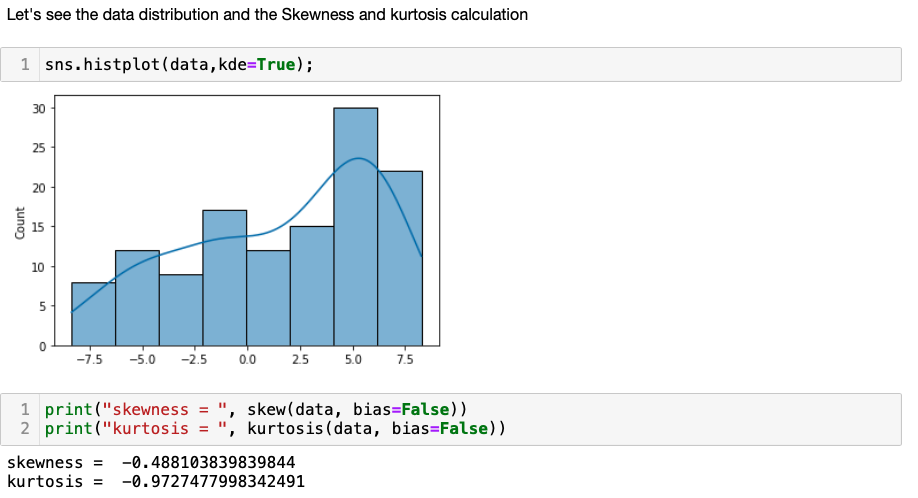 Let's see the data distribution and the Skewness and kurtosis calculation
1 sns.histplot(data,kde=True);
30
25
20
15
10
5
0
Count
−7.5 −5.0 −2.5 0.0 2.5 5.0 7.5
1 print("skewness = ", skew(data, bias=False))
2 print("kurtosis = ", kurtosis(data, bias=False))
skewness =  -0.488103839839844
kurtosis =  -0.9727477998342491